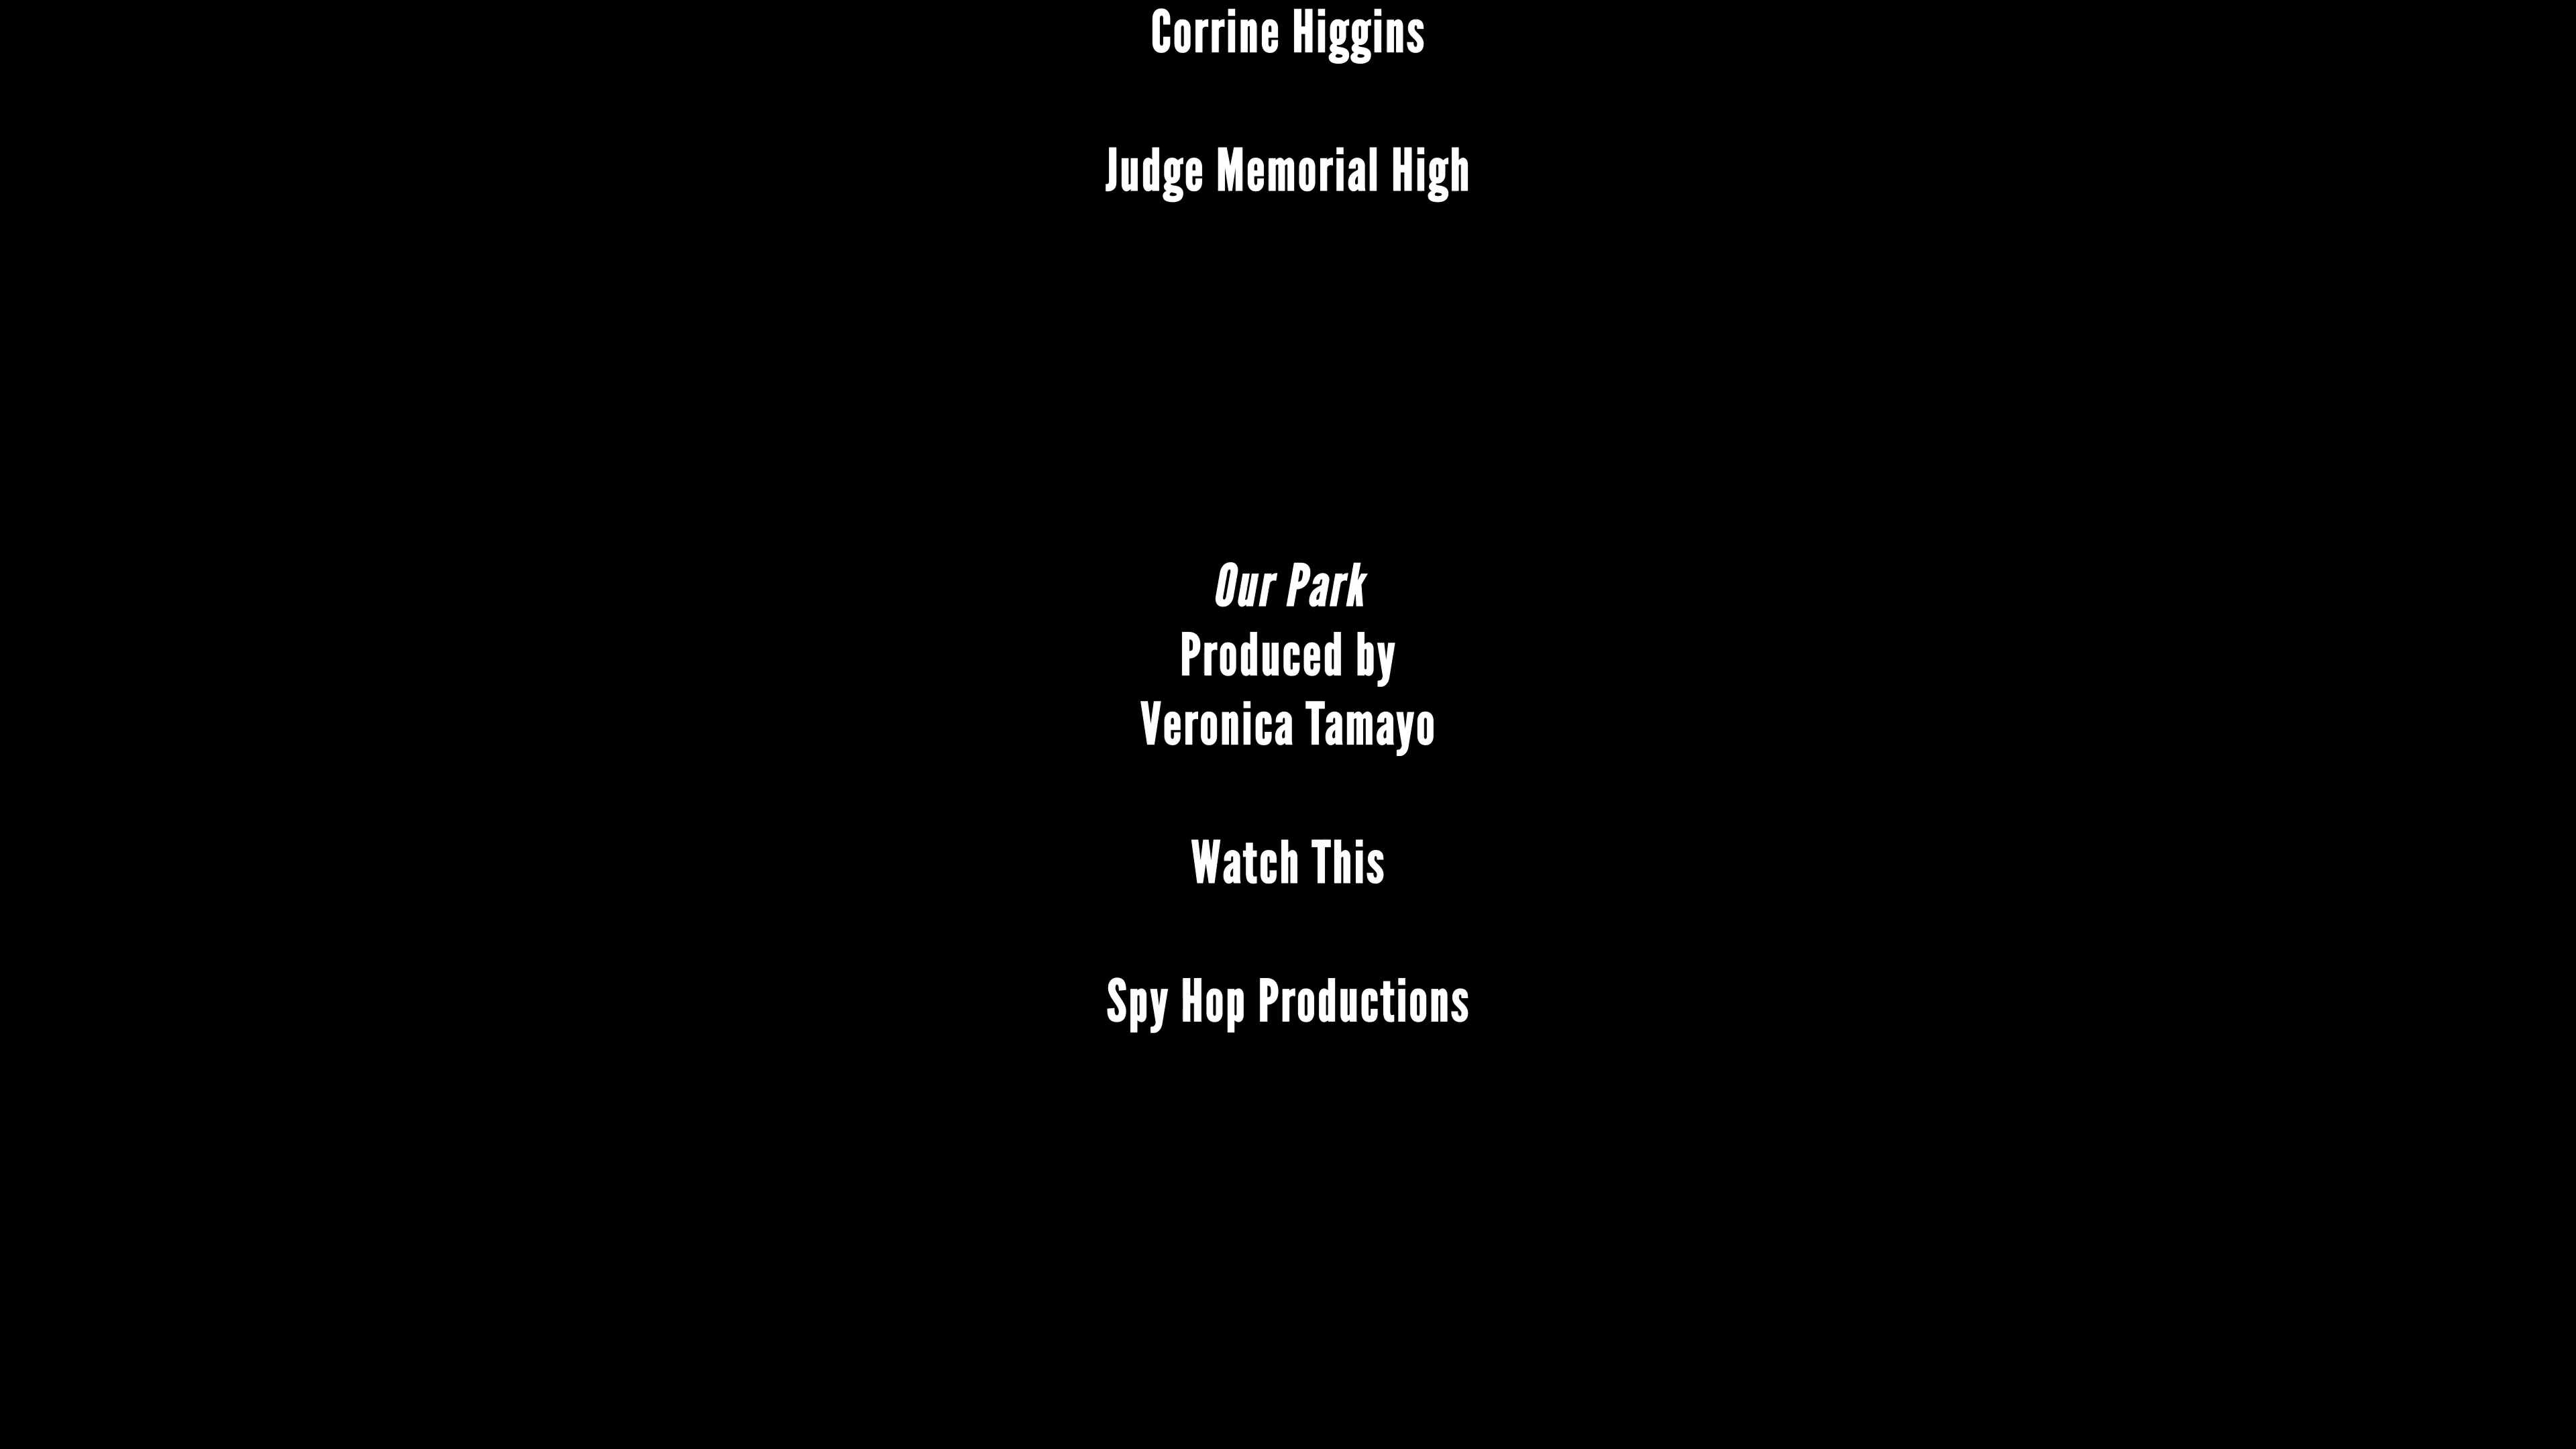 Corrine Higgins
Judge Memorial High
Our Park
Produced by
Veronica Tamayo
Watch This
Spy Hop Productions